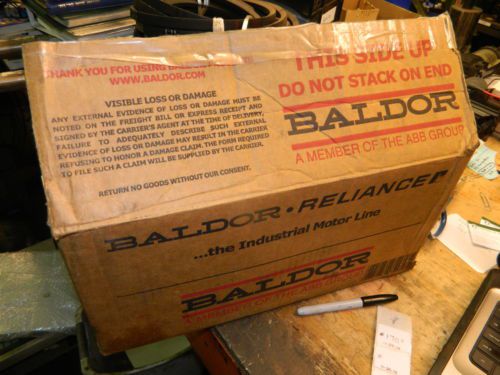 THANK YOU FOR USING
WWW.BALDOR.COM
VISIBLE LOSS OR DAMAGE
ANY EXTERNAL EVIDENCE OF LOSS OR DAMAGE MUST BE
NOTED ON THE FREIGHT BILL OR EXPRESS RECEIPT AND
SIGNED BY THE CARRIER'S AGENT AT THE TIME OF DELIVERY,
FAILURE TO ADEQUATELY DESCRIBE SUCH EXTERNAL
EVIDENCE OF LOSS OR DAMAGE MAY RESULT IN THE CARRIER
REFUSING TO HONOR A DAMAGE CLAIM. THE FORM REQUIRED
TO FILE SUCH A CLAIM WILL BE SUPPLIED BY THE CARRIER.
RETURN NO GOODS WITHOUT OUR CONSENT.
THIS SIDE UP
DO NOT STACK ON END
BALDOR
A MEMBER OF THE ABB GROUP
BALDOR • RELIANCE
...the Industrial Motor Line
BALDOR
A MEMBER OF THE ABB GROUP